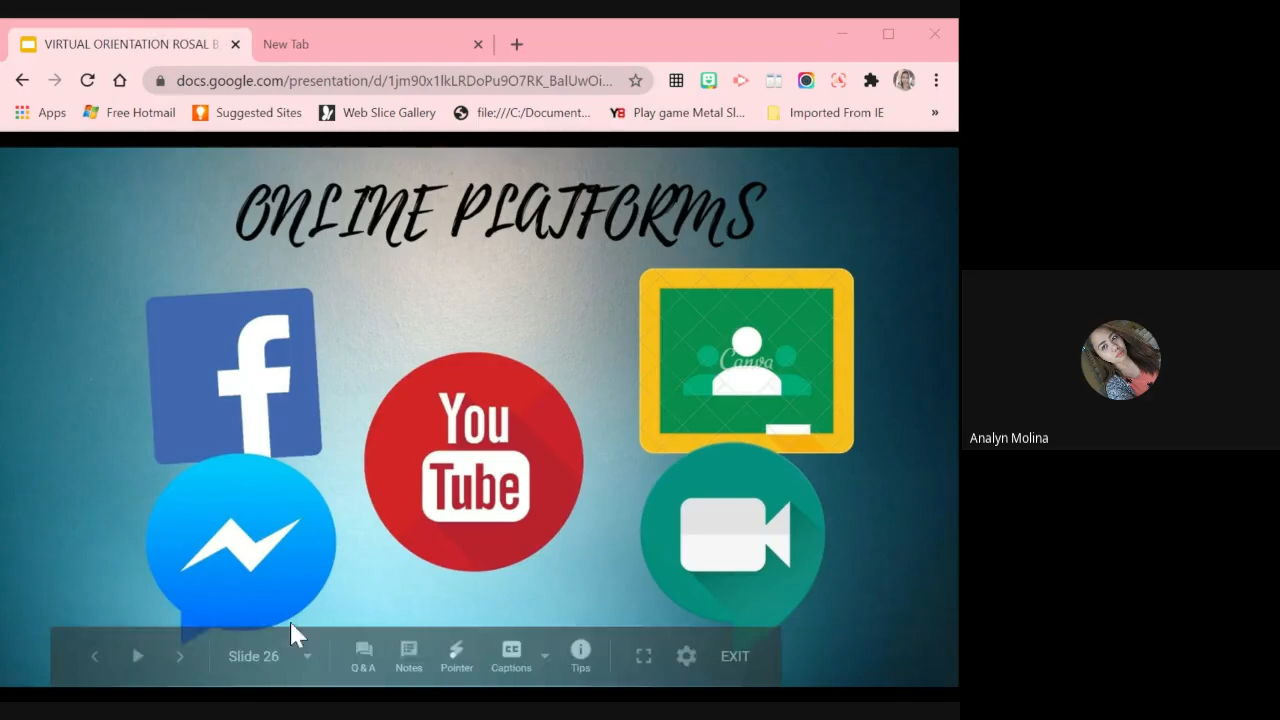 VIRTUAL ORIENTATION ROSAL B
New Tab
docs.google.com/presentation/d/1jm90x1lkLRDoPu9O7RK_BalUwOi...
Apps
Free Hotmail
Suggested Sites
Web Slice Gallery
file:///C:/Document...
YB
Play game Metal Sl...
Imported From IE
»
ONLINE PLATFORMS
f
You
Tube
Canva
Analyn Molina
Slide 26
Q & A
Notes
Pointer
CC
Captions
Tips
EXIT